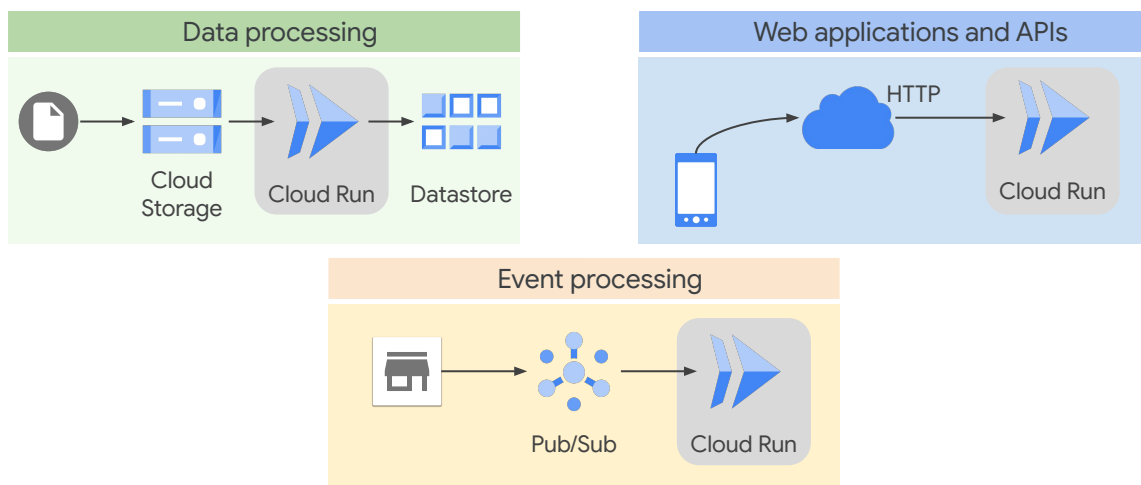 Data processing
Cloud
Storage
Cloud Run
Datastore
Web applications and APIs
HTTP
Cloud Run
Event processing
Pub/Sub
Cloud Run